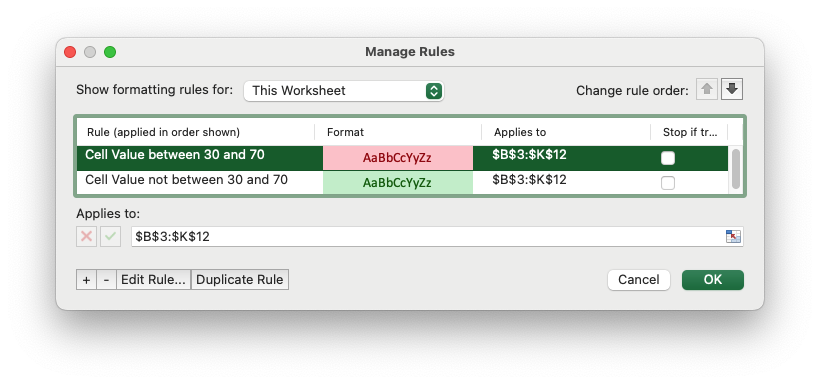 Manage Rules
Show formatting rules for: This Worksheet Change rule order:
Rule (applied in order shown) Format Applies to Stop if tr...
Cell Value between 30 and 70 AaBbCcYyZz $B$3:$K$12
Cell Value not between 30 and 70 AaBbCcYyZz $B$3:$K$12
Applies to:
$B$3:$K$12
+ - Edit Rule... Duplicate Rule Cancel OK